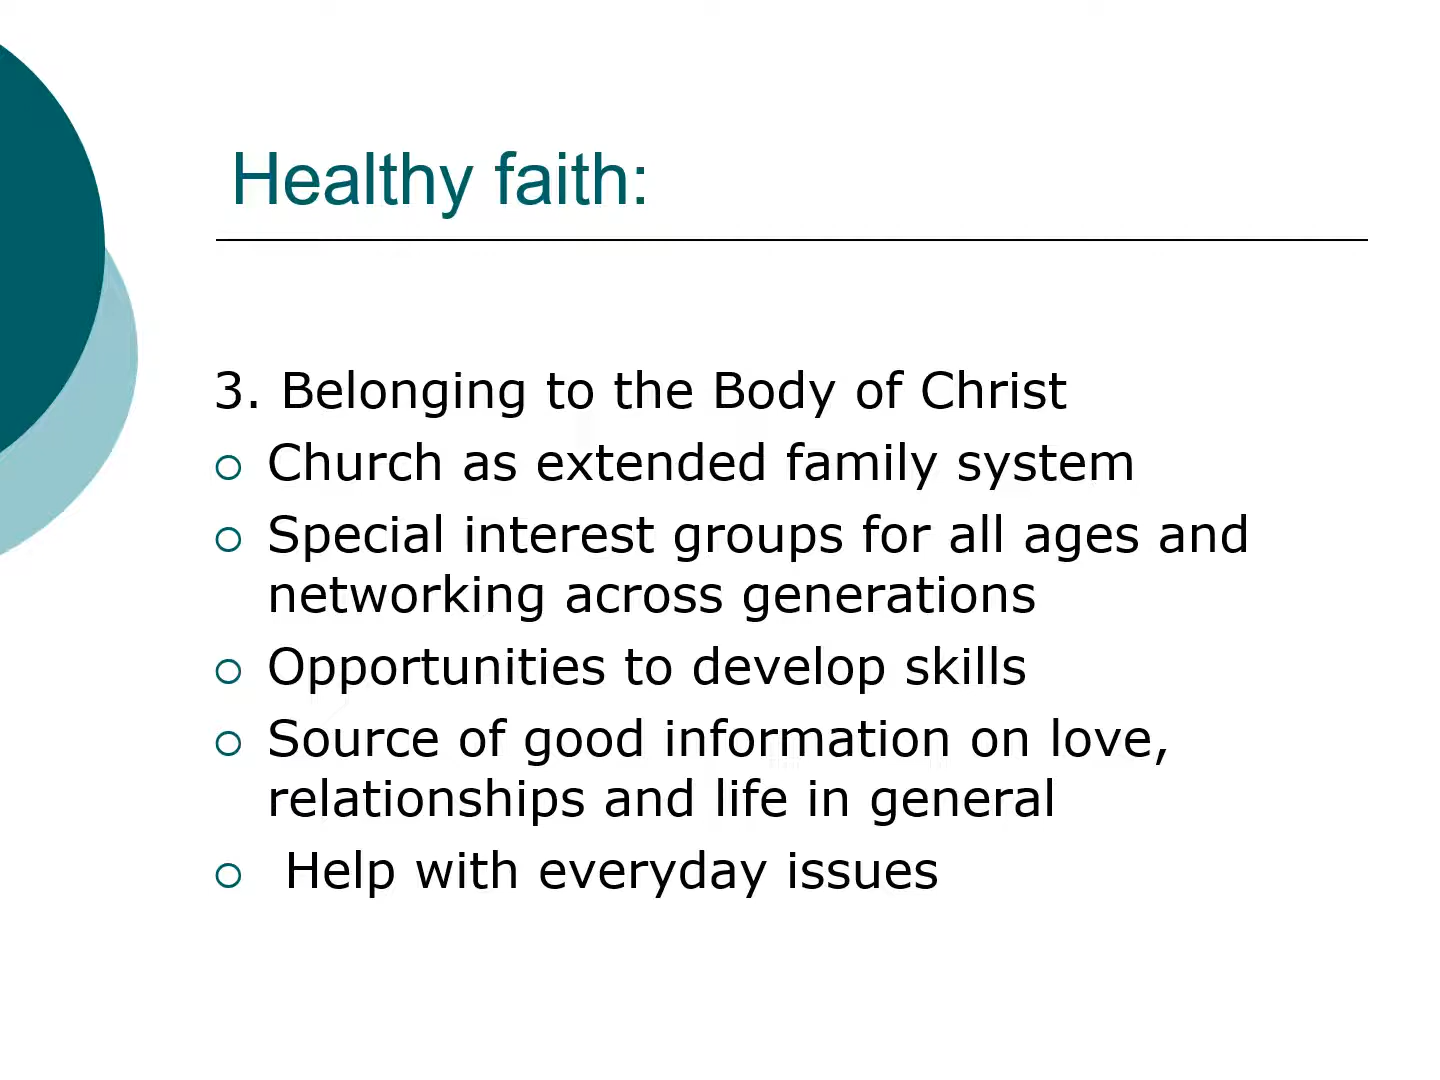 Healthy faith:
3. Belonging to the Body of Christ
Church as extended family system
Special interest groups for all ages and
networking across generations
Opportunities to develop skills
Source of good information on love,
relationships and life in general
Help with everyday issues